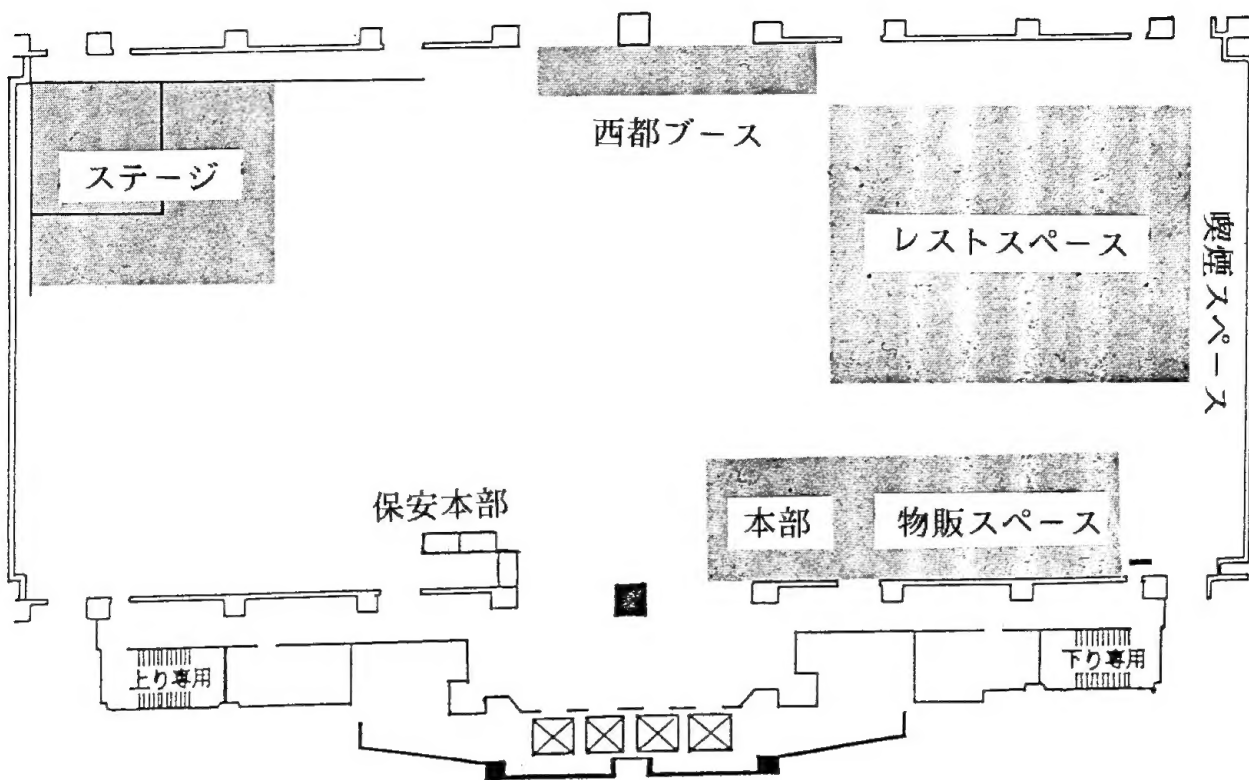 西都ブース
ステージ
レストスペース
喫煙スペース
保安本部
本部
物販スペース
上り専用
下り専用